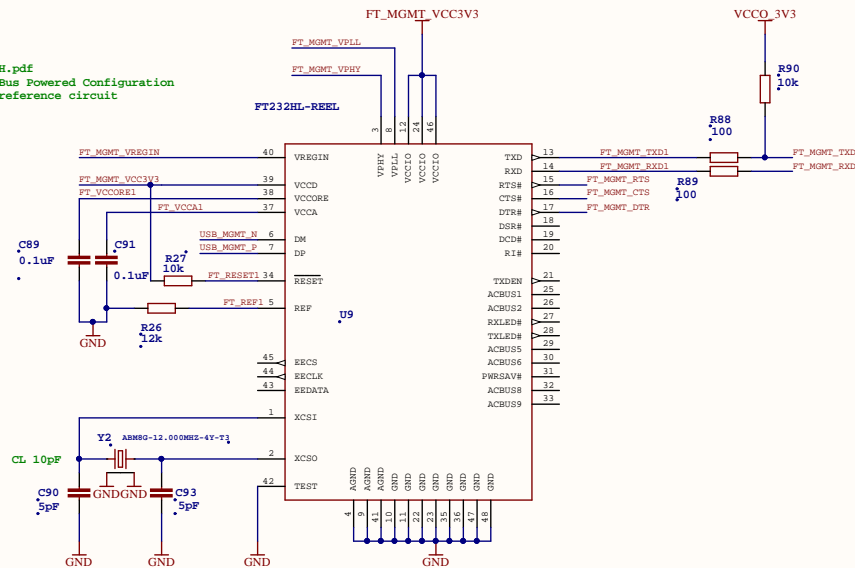 FT_MGMT_VCC3V3
VCCO_3V3
H.pdf
Bus Powered Configuration
reference circuit
FT_MGMT_VPLL
FT_MGMT_VPHY
FT232HL-REEL
R90
10k
R88
100
3
8
12
24
46
VPHY
VPLL
VCCIO
VCCIO
VCCIO
FT_MGMT_VREGIN
40
VREGIN
FT_MGMT_VCC3V3
39
VCCD
FT_VCCORE1
38
VCCORE
FT_VCCA1
37
VCCA
USB_MGMT_N
6
DM
USB_MGMT_P
7
DP
FT_RESET1
34
RESET
FT_REF1
5
REF
C89
0.1uF
C91
0.1uF
R27
10k
R26
12k
GND
U9
TXD
13
FT_MGMT_TXD1
FT_MGMT_TXD
RXD
14
FT_MGMT_RXD1
FT_MGMT_RXD
RTS#
15
FT_MGMT_RTS
CTS#
16
FT_MGMT_CTS
DTR#
17
FT_MGMT_DTR
R89
100
DSR#
18
DCD#
19
RI#
20
TXDEN
21
ACBUS1
25
ACBUS2
26
RXLED#
27
TXLED#
28
ACBUS5
29
ACBUS6
30
PWRSAV#
31
ACBUS8
32
ACBUS9
33
45
EECS
44
EECLK
43
EEDATA
1
XCSI
2
XCSO
42
TEST
Y2
ABM8G-12.000MHZ-4Y-T3
CL 10pF
GND
GND
C90
5pF
C93
5pF
AGND
AGND
AGND
GND
GND
GND
GND
GND
GND
GND
GND
4
9
41
10
11
22
23
35
36
47
48
GND
GND
GND
GND